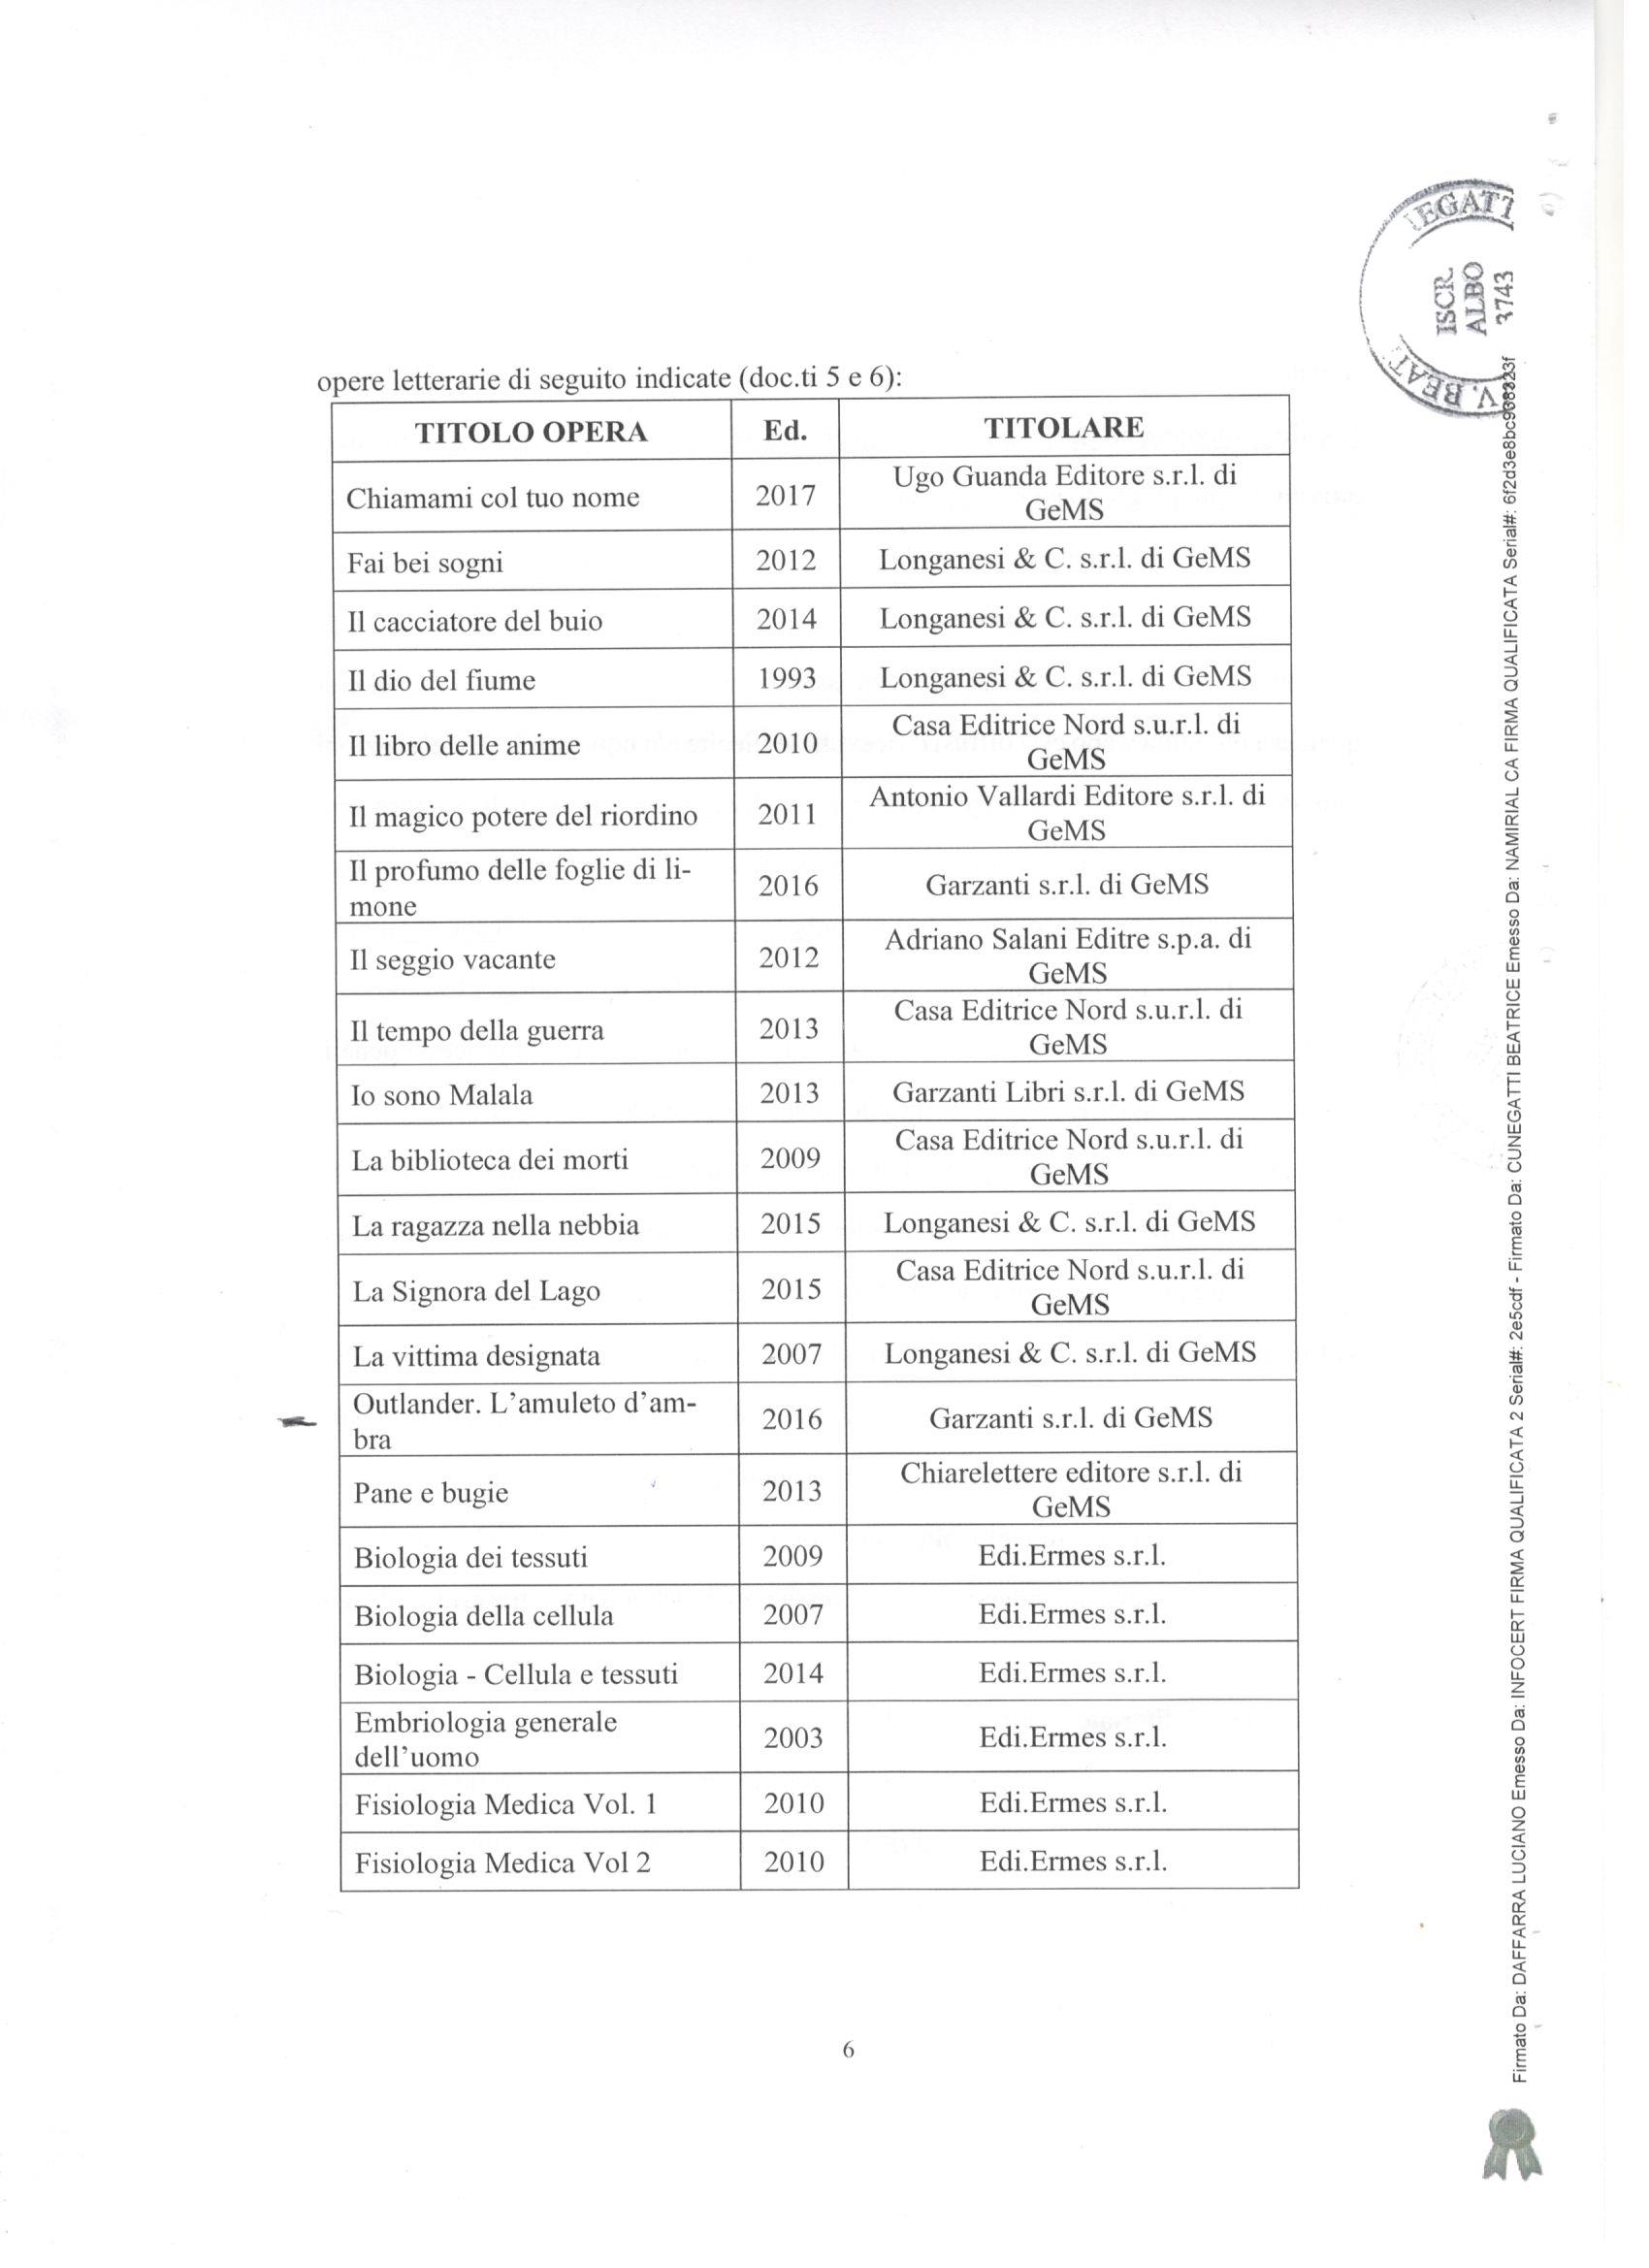 opere letterarie di seguito indicate (doc.ti 5 e 6):
TITOLO OPERA Ed. TITOLARE
Chiamami col tuo nome 2017 Ugo Guanda Editore s.r.l. di
GeMS
Fai bei sogni 2012 Longanesi & C. s.r.l. di GeMS
Il cacciatore del buio 2014 Longanesi & C. s.r.l. di GeMS
Il dio del fiume 1993 Longanesi & C. s.r.l. di GeMS
Il libro delle anime 2010 Casa Editrice Nord s.u.r.l. di
GeMS
Il magico potere del riordino 2011 Antonio Vallardi Editore s.r.l. di
GeMS
Il profumo delle foglie di li-
mone 2016 Garzanti s.r.l. di GeMS
Il seggio vacante 2012 Adriano Salani Editre s.p.a. di
GeMS
Il tempo della guerra 2013 Casa Editrice Nord s.u.r.l. di
GeMS
Io sono Malala 2013 Garzanti Libri s.r.l. di GeMS
La biblioteca dei morti 2009 Casa Editrice Nord s.u.r.l. di
GeMS
La ragazza nella nebbia 2015 Longanesi & C. s.r.l. di GeMS
La Signora del Lago 2015 Casa Editrice Nord s.u.r.l. di
GeMS
La vittima designata 2007 Longanesi & C. s.r.l. di GeMS
Outlander. L’amuleto d’am-
bra 2016 Garzanti s.r.l. di GeMS
Pane e bugie 2013 Chiarelettere editore s.r.l. di
GeMS
Biologia dei tessuti 2009 Edi.Ermes s.r.l.
Biologia della cellula 2007 Edi.Ermes s.r.l.
Biologia - Cellula e tessuti 2014 Edi.Ermes s.r.l.
Embriologia generale
dell’uomo 2003 Edi.Ermes s.r.l.
Fisiologia Medica Vol. 1 2010 Edi.Ermes s.r.l.
Fisiologia Medica Vol 2 2010 Edi.Ermes s.r.l.
6
V. BEAT
EGATT
ISCR.
ALBO
3743
Firmato Da: DAFFARRA LUCIANO Emesso Da: INFOCERT FIRMA QUALIFICATA 2 Serial#: 2e5cdf - Firmato Da: CUNEGATTI BEATRICE Emesso Da: NAMIRIAL CA FIRMA QUALIFICATA Serial#: 6f2d3e8bc938823f